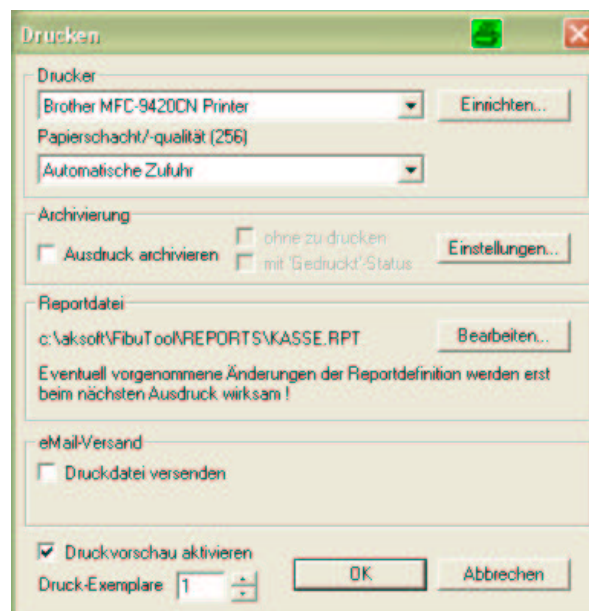 Drucken
Drucker
Brother MFC-9420CN Printer
Einrichten...
Papierschacht/-qualität (256)
Automatische Zufuhr
Archivierung
Ausdruck archivieren
ohne zu drucken
mit 'Gedruckt'-Status
Einstellungen...
Reportdatei
c:\aksoft\FibuTool\REPORTS\KASSE.RPT
Bearbeiten...
Eventuell vorgenommene Änderungen der Reportdefinition werden erst
beim nächsten Ausdruck wirksam !
eMail-Versand
Druckdatei versenden
Druckvorschau aktivieren
Druck-Exemplare 1
OK
Abbrechen